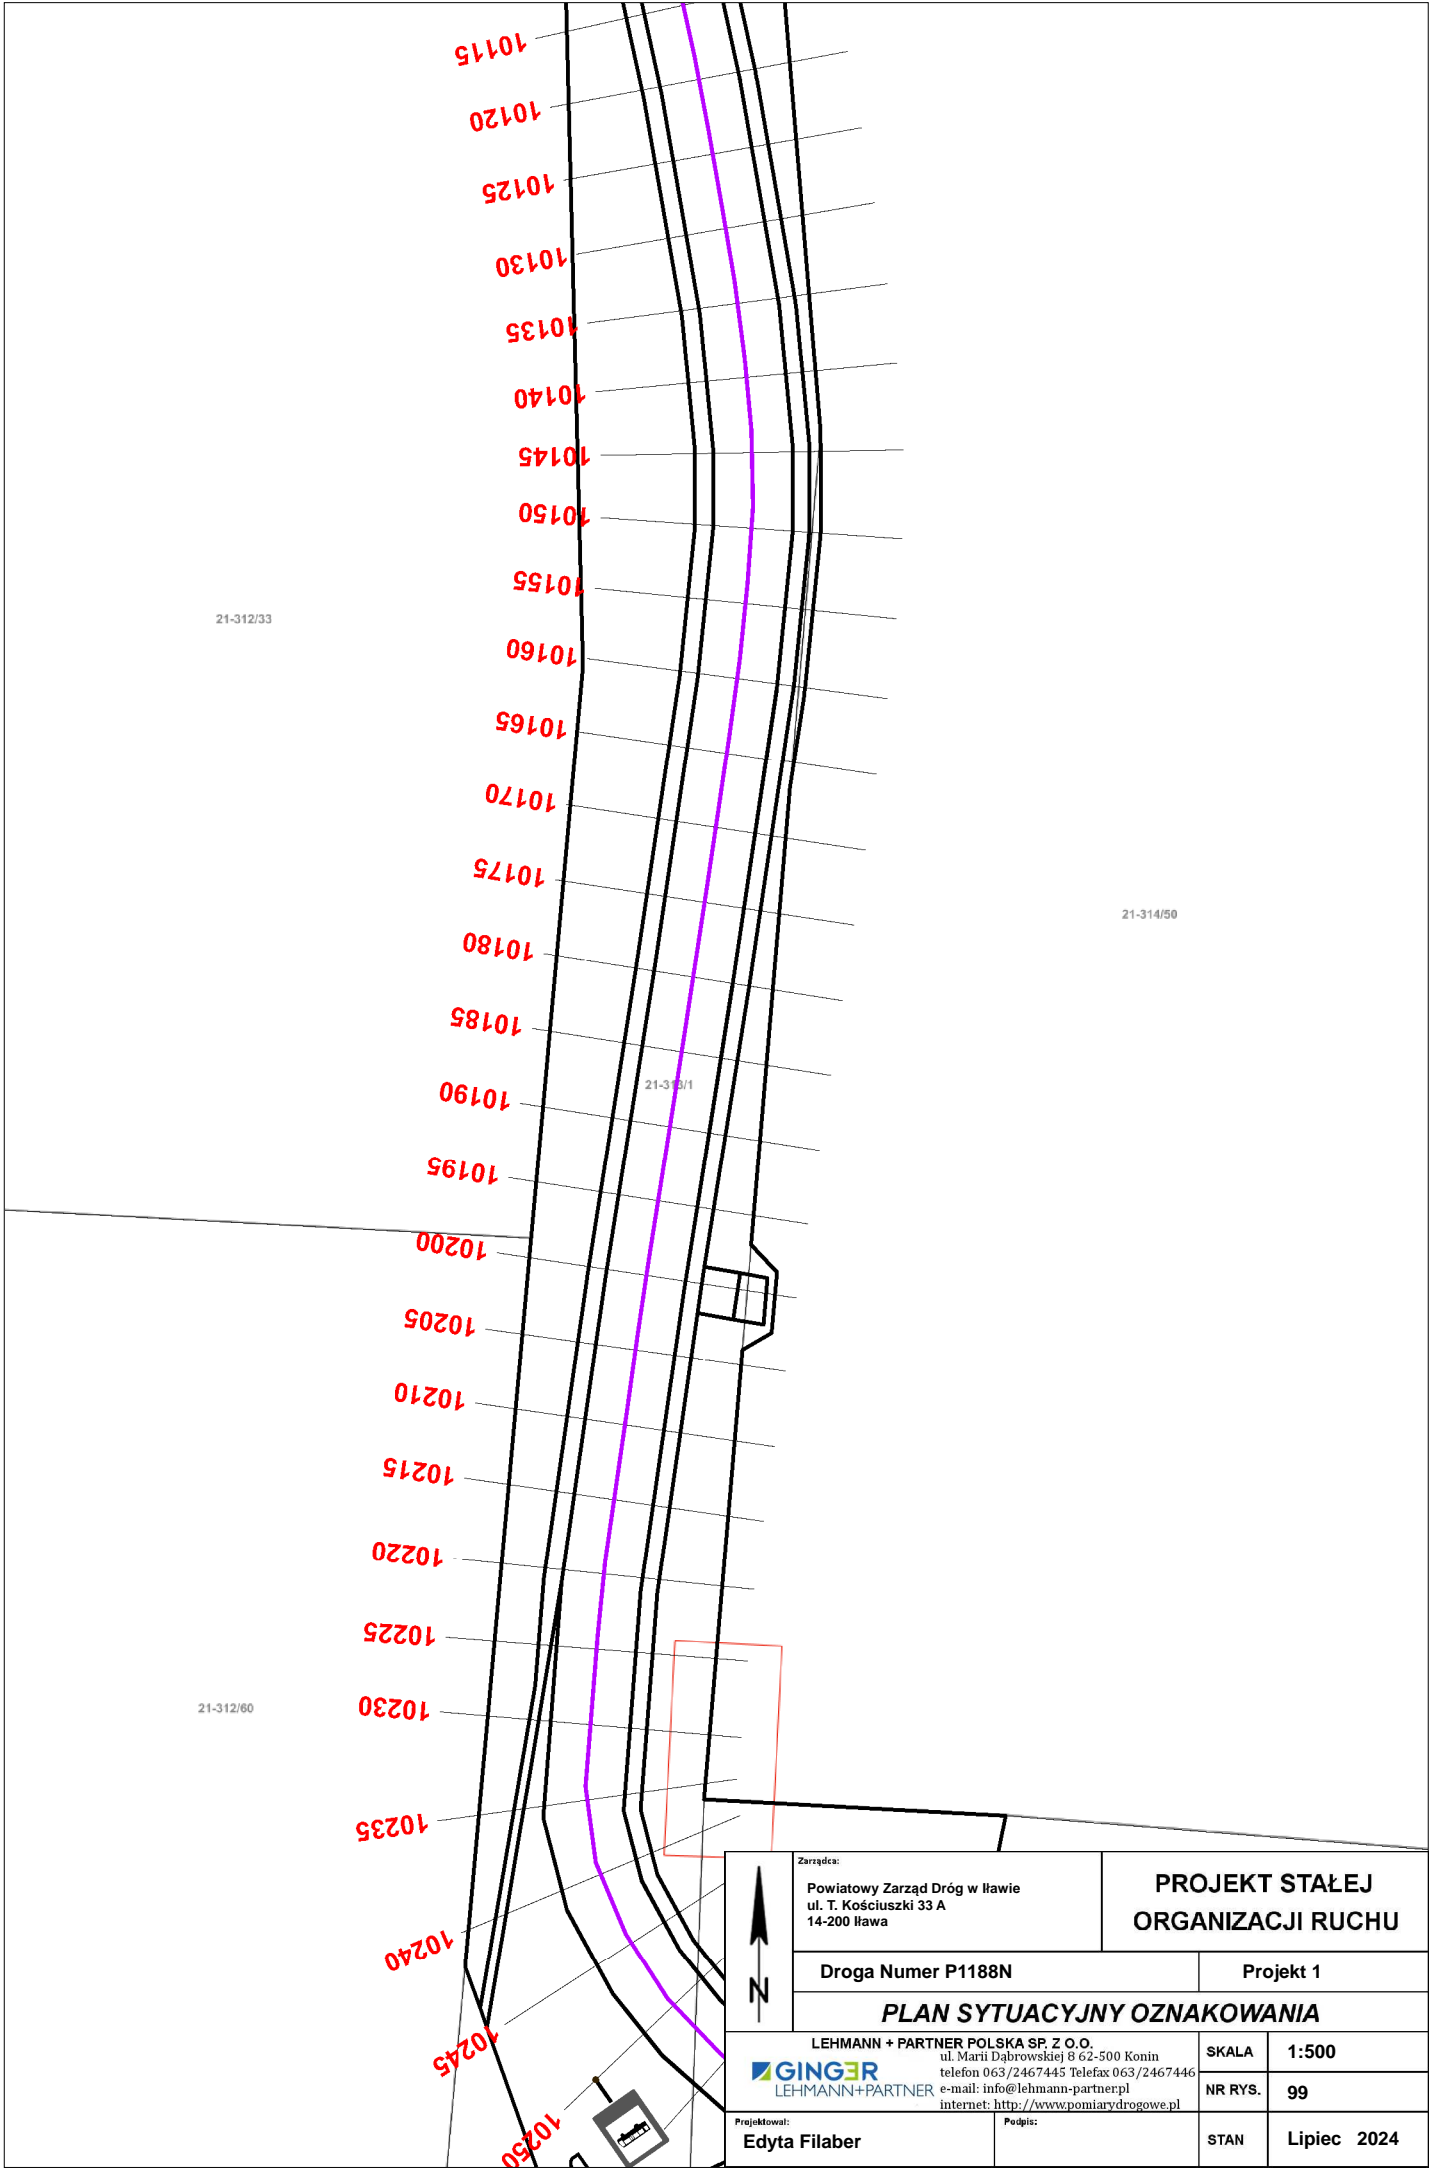 10115
10120
10125
10130
10135
10140
10145
10150
10155
21-312/33
10160
10165
10170
10175
21-314/50
10180
10185
21-313/1
10190
10195
10200
10205
10210
10215
10220
10225
21-312/60
10230
10235
10240
10245
10250
Zarządca:
Powiatowy Zarząd Dróg w Iławie
ul. T. Kościuszki 33 A
14-200 Iława
PROJEKT STAŁEJ
ORGANIZACJI RUCHU
N
Droga Numer P1188N
Projekt 1
PLAN SYTUACYJNY OZNAKOWANIA
LEHMANN + PARTNER POLSKA SP. Z O.O.
ul. Marii Dąbrowskiej 8 62-500 Konin
telefon 063/2467445 Telefax 063/2467446
e-mail: info@lehmann-partner.pl
internet: http://www.pomiarydrogowe.pl
GINGER
LEHMANN+PARTNER
SKALA 1:500
NR RYS. 99
Projektował:
Edyta Filaber
Podpis:
STAN Lipiec 2024